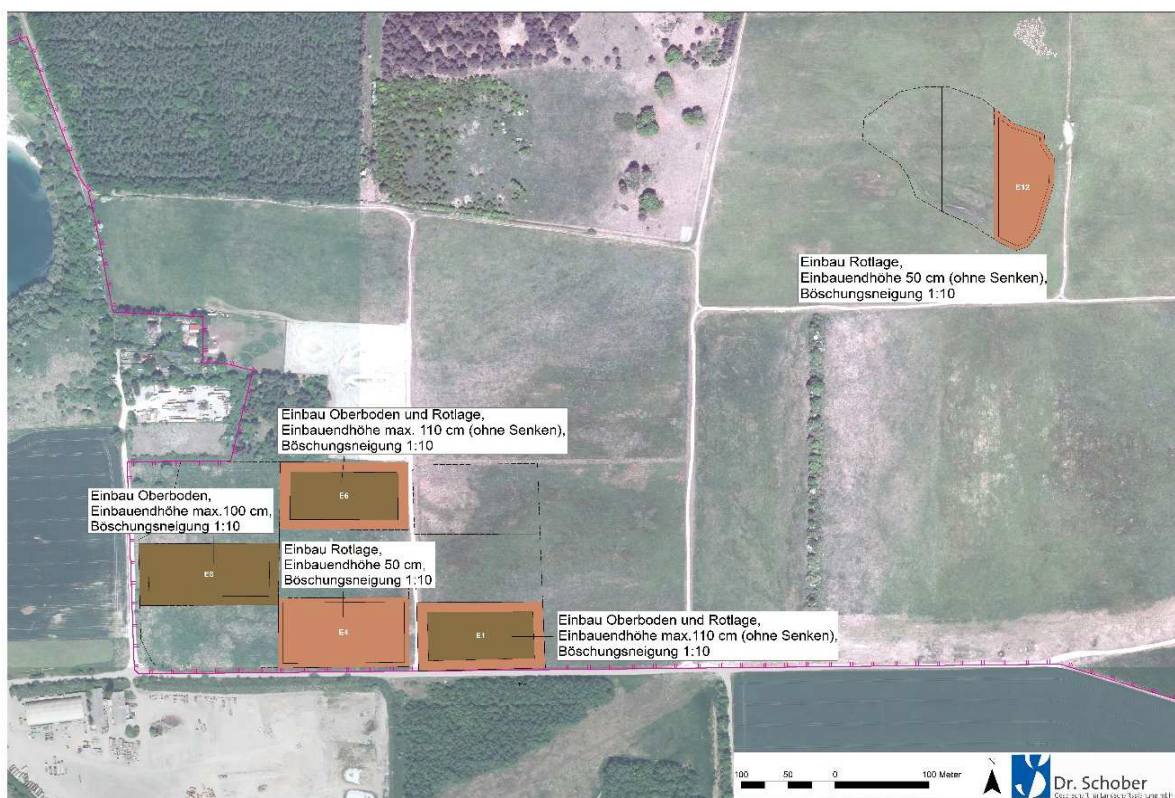 E12
Einbau Rotlage,
Einbauendhöhe 50 cm (ohne Senken),
Böschungsneigung 1:10
Einbau Oberboden und Rotlage,
Einbauendhöhe max. 110 cm (ohne Senken),
Böschungsneigung 1:10
E6
Einbau Oberboden,
Einbauendhöhe max.100 cm,
Böschungsneigung 1:10
Einbau Rotlage,
Einbauendhöhe 50 cm,
Böschungsneigung 1:10
E4
E1
Einbau Oberboden und Rotlage,
Einbauendhöhe max.110 cm (ohne Senken),
Böschungsneigung 1:10
100 50 0 100 Meter
N
Dr. Schober